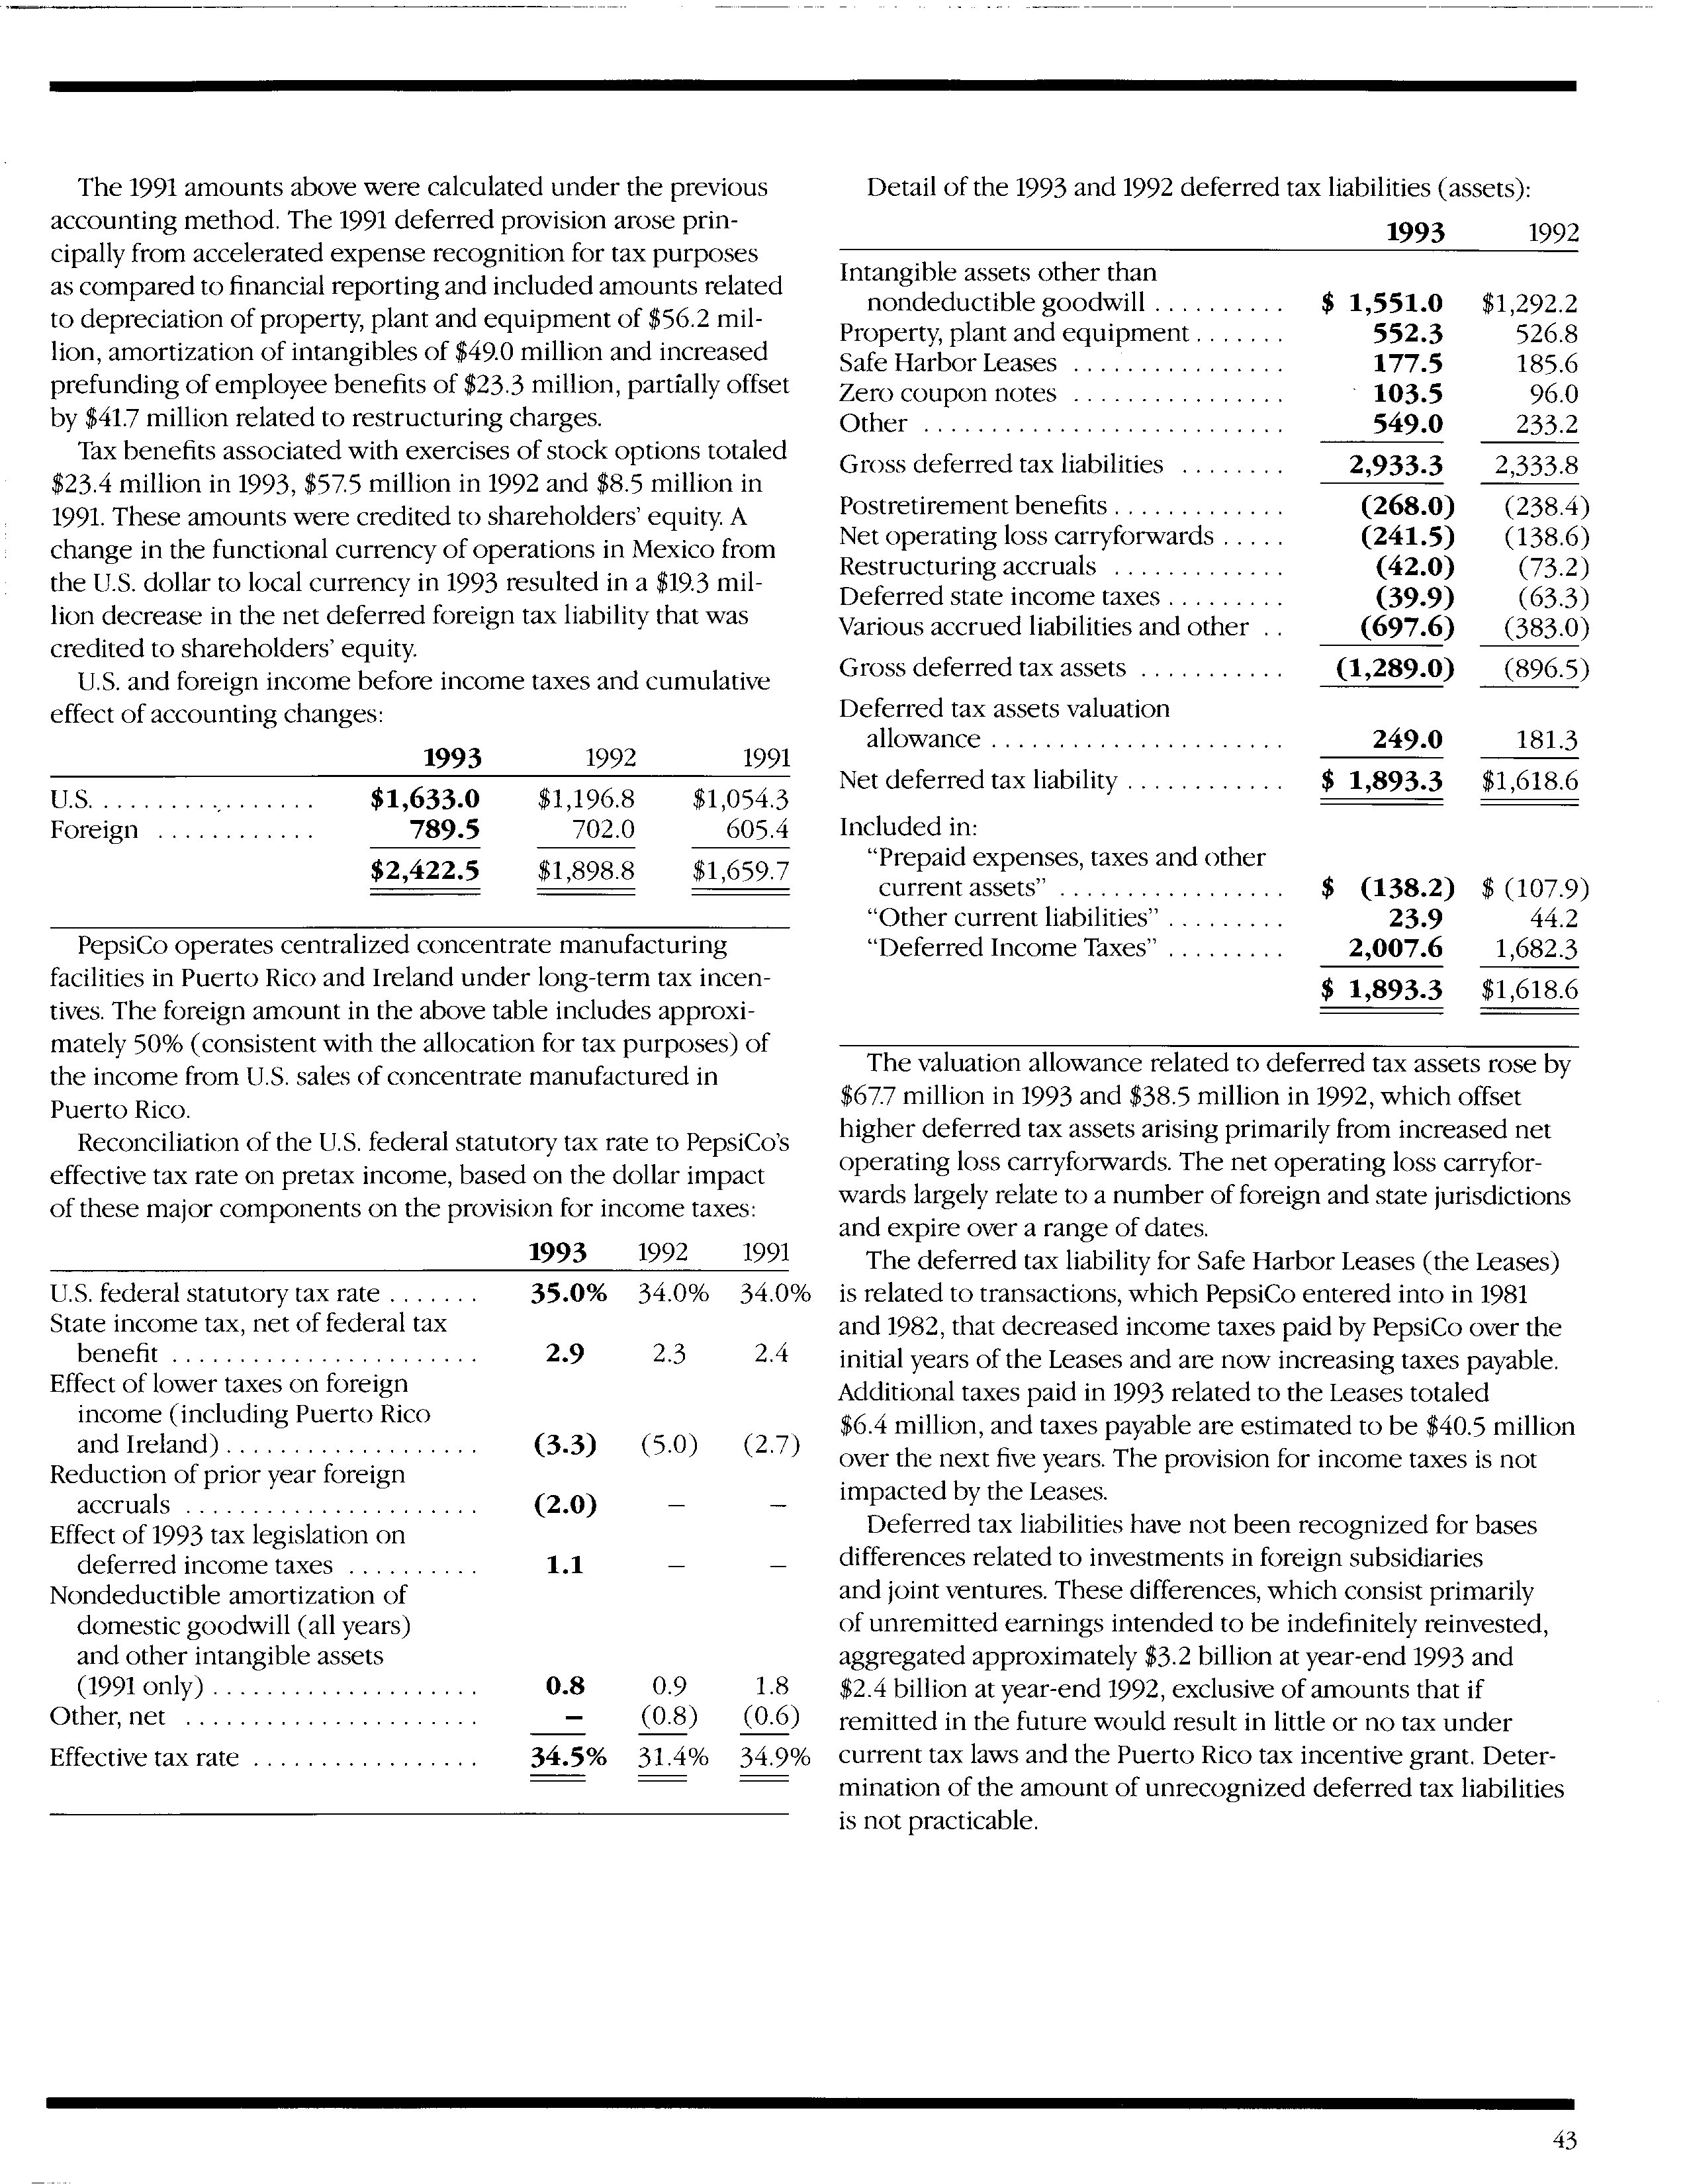 The 1991 amounts above were calculated under the previous
accounting method. The 1991 deferred provision arose prin-
cipally from accelerated expense recognition for tax purposes
as compared to financial reporting and included amounts related
to depreciation of property, plant and equipment of $56.2 mil-
lion, amortization of intangibles of $49.0 million and increased
prefunding of employee benefits of $23.3 million, partially offset
by $41.7 million related to restructuring charges.
Tax benefits associated with exercises of stock options totaled
$23.4 million in 1993, $57.5 million in 1992 and $8.5 million in
1991. These amounts were credited to shareholders' equity. A
change in the functional currency of operations in Mexico from
the U.S. dollar to local currency in 1993 resulted in a $19.3 mil-
lion decrease in the net deferred foreign tax liability that was
credited to shareholders' equity.
U.S. and foreign income before income taxes and cumulative
effect of accounting changes:
1993 1992 1991
U.S. . . . . . . . . . . . . . . . . $1,633.0 $1,196.8 $1,054.3
Foreign . . . . . . . . . . . . 789.5 702.0 605.4
$2,422.5 $1,898.8 $1,659.7
PepsiCo operates centralized concentrate manufacturing
facilities in Puerto Rico and Ireland under long-term tax incen-
tives. The foreign amount in the above table includes approxi-
mately 50% (consistent with the allocation for tax purposes) of
the income from U.S. sales of concentrate manufactured in
Puerto Rico.
Reconciliation of the U.S. federal statutory tax rate to PepsiCo's
effective tax rate on pretax income, based on the dollar impact
of these major components on the provision for income taxes:
1993 1992 1991
U.S. federal statutory tax rate . . . . . . . 35.0% 34.0% 34.0%
State income tax, net of federal tax
benefit . . . . . . . . . . . . . . . . . . . . . . . 2.9 2.3 2.4
Effect of lower taxes on foreign
income (including Puerto Rico
and Ireland) . . . . . . . . . . . . . . . . . . . (3.3) (5.0) (2.7)
Reduction of prior year foreign
accruals . . . . . . . . . . . . . . . . . . . . . . (2.0) – –
Effect of 1993 tax legislation on
deferred income taxes . . . . . . . . . . 1.1 – –
Nondeductible amortization of
domestic goodwill (all years)
and other intangible assets
(1991 only) . . . . . . . . . . . . . . . . . . . . 0.8 0.9 1.8
Other, net . . . . . . . . . . . . . . . . . . . . . . – (0.8) (0.6)
Effective tax rate . . . . . . . . . . . . . . . . . 34.5% 31.4% 34.9%
Detail of the 1993 and 1992 deferred tax liabilities (assets):
1993 1992
Intangible assets other than
nondeductible goodwill . . . . . . . . . . $ 1,551.0 $1,292.2
Property, plant and equipment . . . . . . . 552.3 526.8
Safe Harbor Leases . . . . . . . . . . . . . . . . 177.5 185.6
Zero coupon notes . . . . . . . . . . . . . . . . 103.5 96.0
Other . . . . . . . . . . . . . . . . . . . . . . . . . . . 549.0 233.2
Gross deferred tax liabilities . . . . . . . . 2,933.3 2,333.8
Postretirement benefits . . . . . . . . . . . . . (268.0) (238.4)
Net operating loss carryforwards . . . . . (241.5) (138.6)
Restructuring accruals . . . . . . . . . . . . . (42.0) (73.2)
Deferred state income taxes . . . . . . . . . (39.9) (63.3)
Various accrued liabilities and other . . (697.6) (383.0)
Gross deferred tax assets . . . . . . . . . . . (1,289.0) (896.5)
Deferred tax assets valuation
allowance . . . . . . . . . . . . . . . . . . . . . . 249.0 181.3
Net deferred tax liability . . . . . . . . . . . . $ 1,893.3 $1,618.6
Included in:
"Prepaid expenses, taxes and other
current assets" . . . . . . . . . . . . . . . . . $ (138.2) $ (107.9)
"Other current liabilities" . . . . . . . . . 23.9 44.2
"Deferred Income Taxes" . . . . . . . . . 2,007.6 1,682.3
$ 1,893.3 $1,618.6
The valuation allowance related to deferred tax assets rose by
$67.7 million in 1993 and $38.5 million in 1992, which offset
higher deferred tax assets arising primarily from increased net
operating loss carryforwards. The net operating loss carryfor-
wards largely relate to a number of foreign and state jurisdictions
and expire over a range of dates.
The deferred tax liability for Safe Harbor Leases (the Leases)
is related to transactions, which PepsiCo entered into in 1981
and 1982, that decreased income taxes paid by PepsiCo over the
initial years of the Leases and are now increasing taxes payable.
Additional taxes paid in 1993 related to the Leases totaled
$6.4 million, and taxes payable are estimated to be $40.5 million
over the next five years. The provision for income taxes is not
impacted by the Leases.
Deferred tax liabilities have not been recognized for bases
differences related to investments in foreign subsidiaries
and joint ventures. These differences, which consist primarily
of unremitted earnings intended to be indefinitely reinvested,
aggregated approximately $3.2 billion at year-end 1993 and
$2.4 billion at year-end 1992, exclusive of amounts that if
remitted in the future would result in little or no tax under
current tax laws and the Puerto Rico tax incentive grant. Deter-
mination of the amount of unrecognized deferred tax liabilities
is not practicable.
43